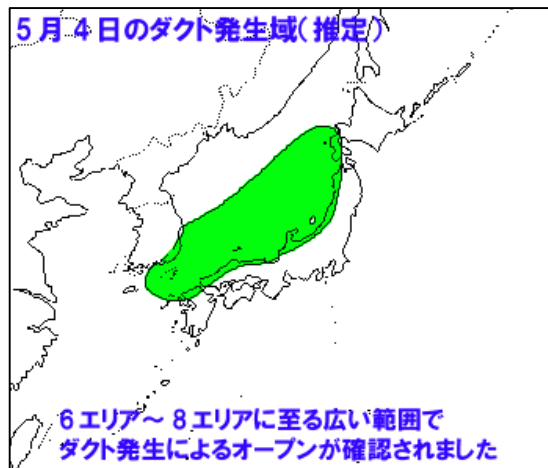 5月4日のダクト発生域(推定)
6エリア～8エリアに至る広い範囲で
ダクト発生によるオープンが確認されました